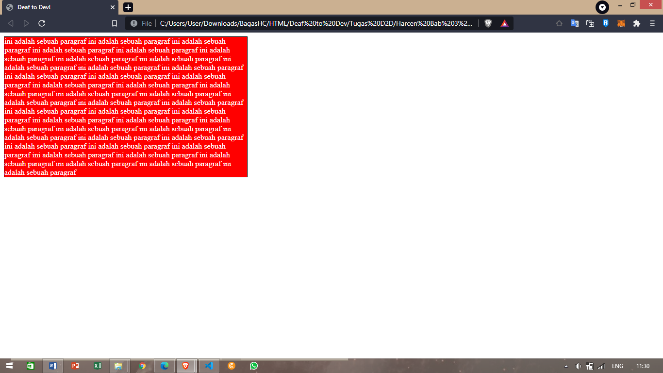 Deaf to Dev!
File
C:/Users/User/Downloads/BagasHC/HTML/Deaf%20to%20Dev/Tugas%20D2D/Harcen%20Bab%203%2...
ini adalah sebuah paragraf ini adalah sebuah paragraf ini adalah sebuah
paragraf ini adalah sebuah paragraf ini adalah sebuah paragraf ini adalah
sebuah paragraf ini adalah sebuah paragraf ini adalah sebuah paragraf ini
adalah sebuah paragraf ini adalah sebuah paragraf ini adalah sebuah paragraf
ini adalah sebuah paragraf ini adalah sebuah paragraf ini adalah sebuah
paragraf ini adalah sebuah paragraf ini adalah sebuah paragraf ini adalah
sebuah paragraf ini adalah sebuah paragraf ini adalah sebuah paragraf ini
adalah sebuah paragraf ini adalah sebuah paragraf ini adalah sebuah paragraf
ini adalah sebuah paragraf ini adalah sebuah paragraf ini adalah sebuah
paragraf ini adalah sebuah paragraf ini adalah sebuah paragraf ini adalah
sebuah paragraf ini adalah sebuah paragraf ini adalah sebuah paragraf ini
adalah sebuah paragraf ini adalah sebuah paragraf ini adalah sebuah paragraf
ini adalah sebuah paragraf ini adalah sebuah paragraf ini adalah sebuah
paragraf ini adalah sebuah paragraf ini adalah sebuah paragraf ini adalah
sebuah paragraf ini adalah sebuah paragraf ini adalah sebuah paragraf ini
adalah sebuah paragraf
ENG
11:30